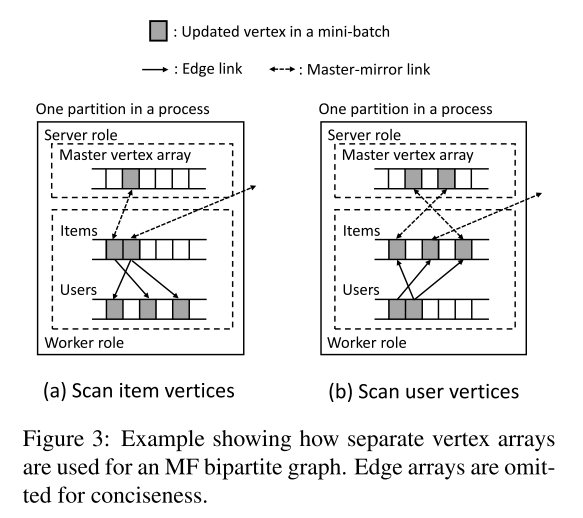 : Updated vertex in a mini-batch
: Edge link
: Master-mirror link
One partition in a process
Server role
Master vertex array
Items
Users
Worker role
(a) Scan item vertices
One partition in a process
Server role
Master vertex array
Items
Users
Worker role
(b) Scan user vertices
Figure 3: Example showing how separate vertex arrays
are used for an MF bipartite graph. Edge arrays are omit-
ted for conciseness.